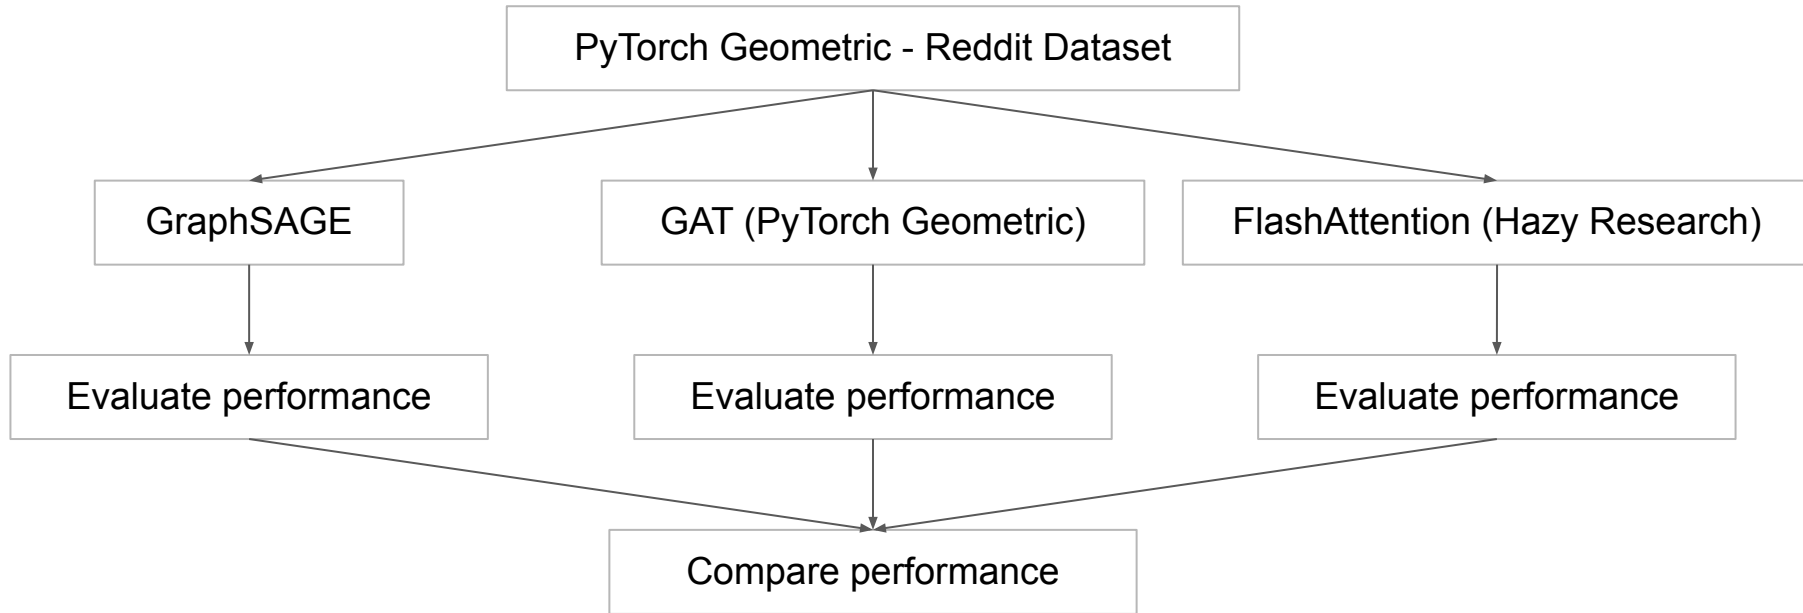 PyTorch Geometric - Reddit Dataset
GraphSAGE
GAT (PyTorch Geometric)
FlashAttention (Hazy Research)
Evaluate performance
Evaluate performance
Evaluate performance
Compare performance